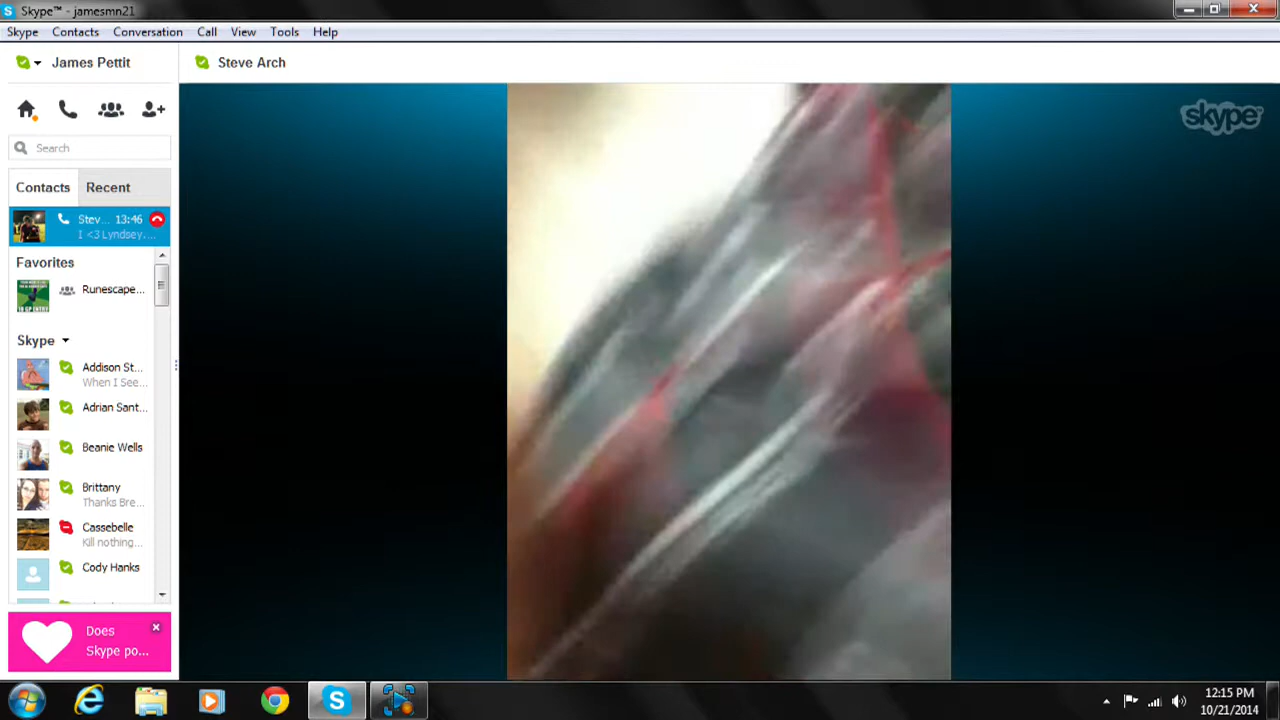 Skype™ - jamesmn21
Skype Contacts Conversation Call View Tools Help
James Pettit
Steve Arch
skype
Search
Contacts Recent
Stev... 13:46
I <3 Lyndsey....
Favorites
Runescape...
Skype
Addison St...
When I See...
Adrian Sant...
Beanie Wells
Brittany
Thanks Bre...
Cassebelle
Kill nothing...
Cody Hanks
Does
Skype po...
12:15 PM
10/21/2014